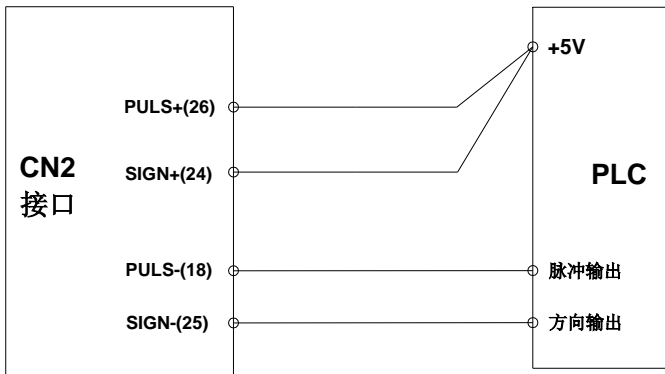 +5V
PULS+(26)
CN2
接口
SIGN+(24)
PLC
PULS-(18)
脉冲输出
SIGN-(25)
方向输出